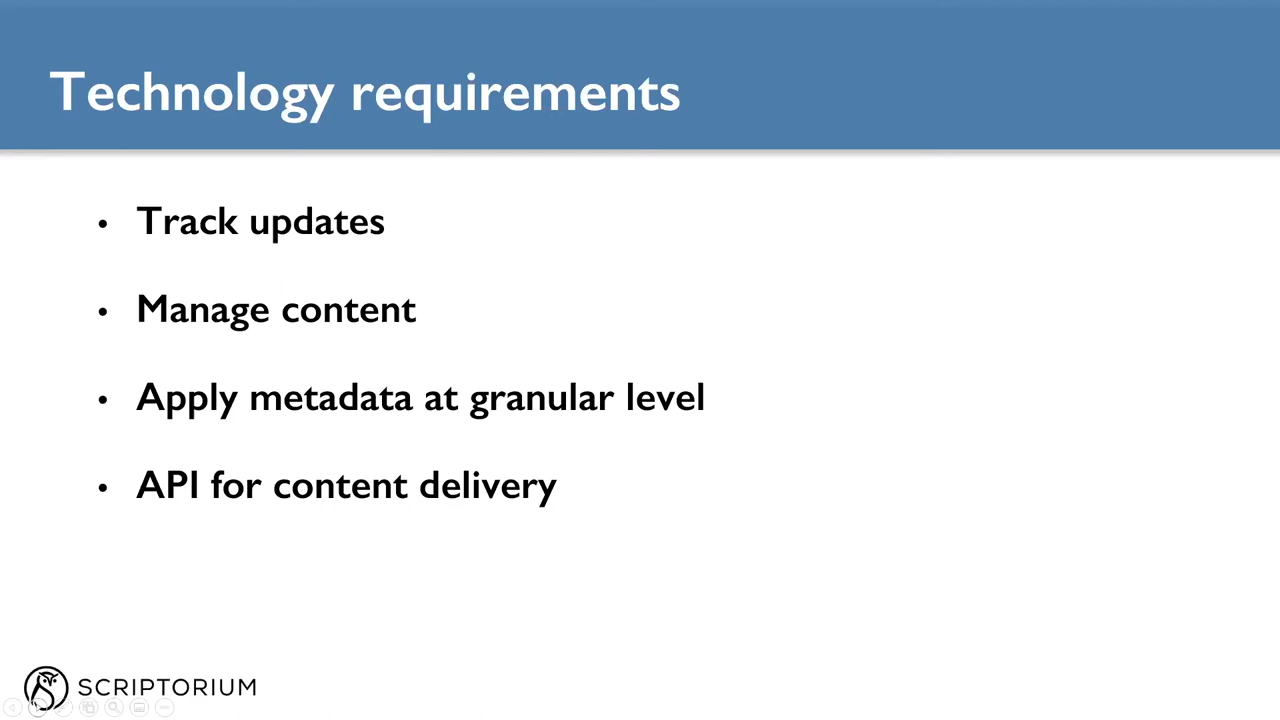 Technology requirements
• Track updates
• Manage content
• Apply metadata at granular level
• API for content delivery
SCRIPTORIUM